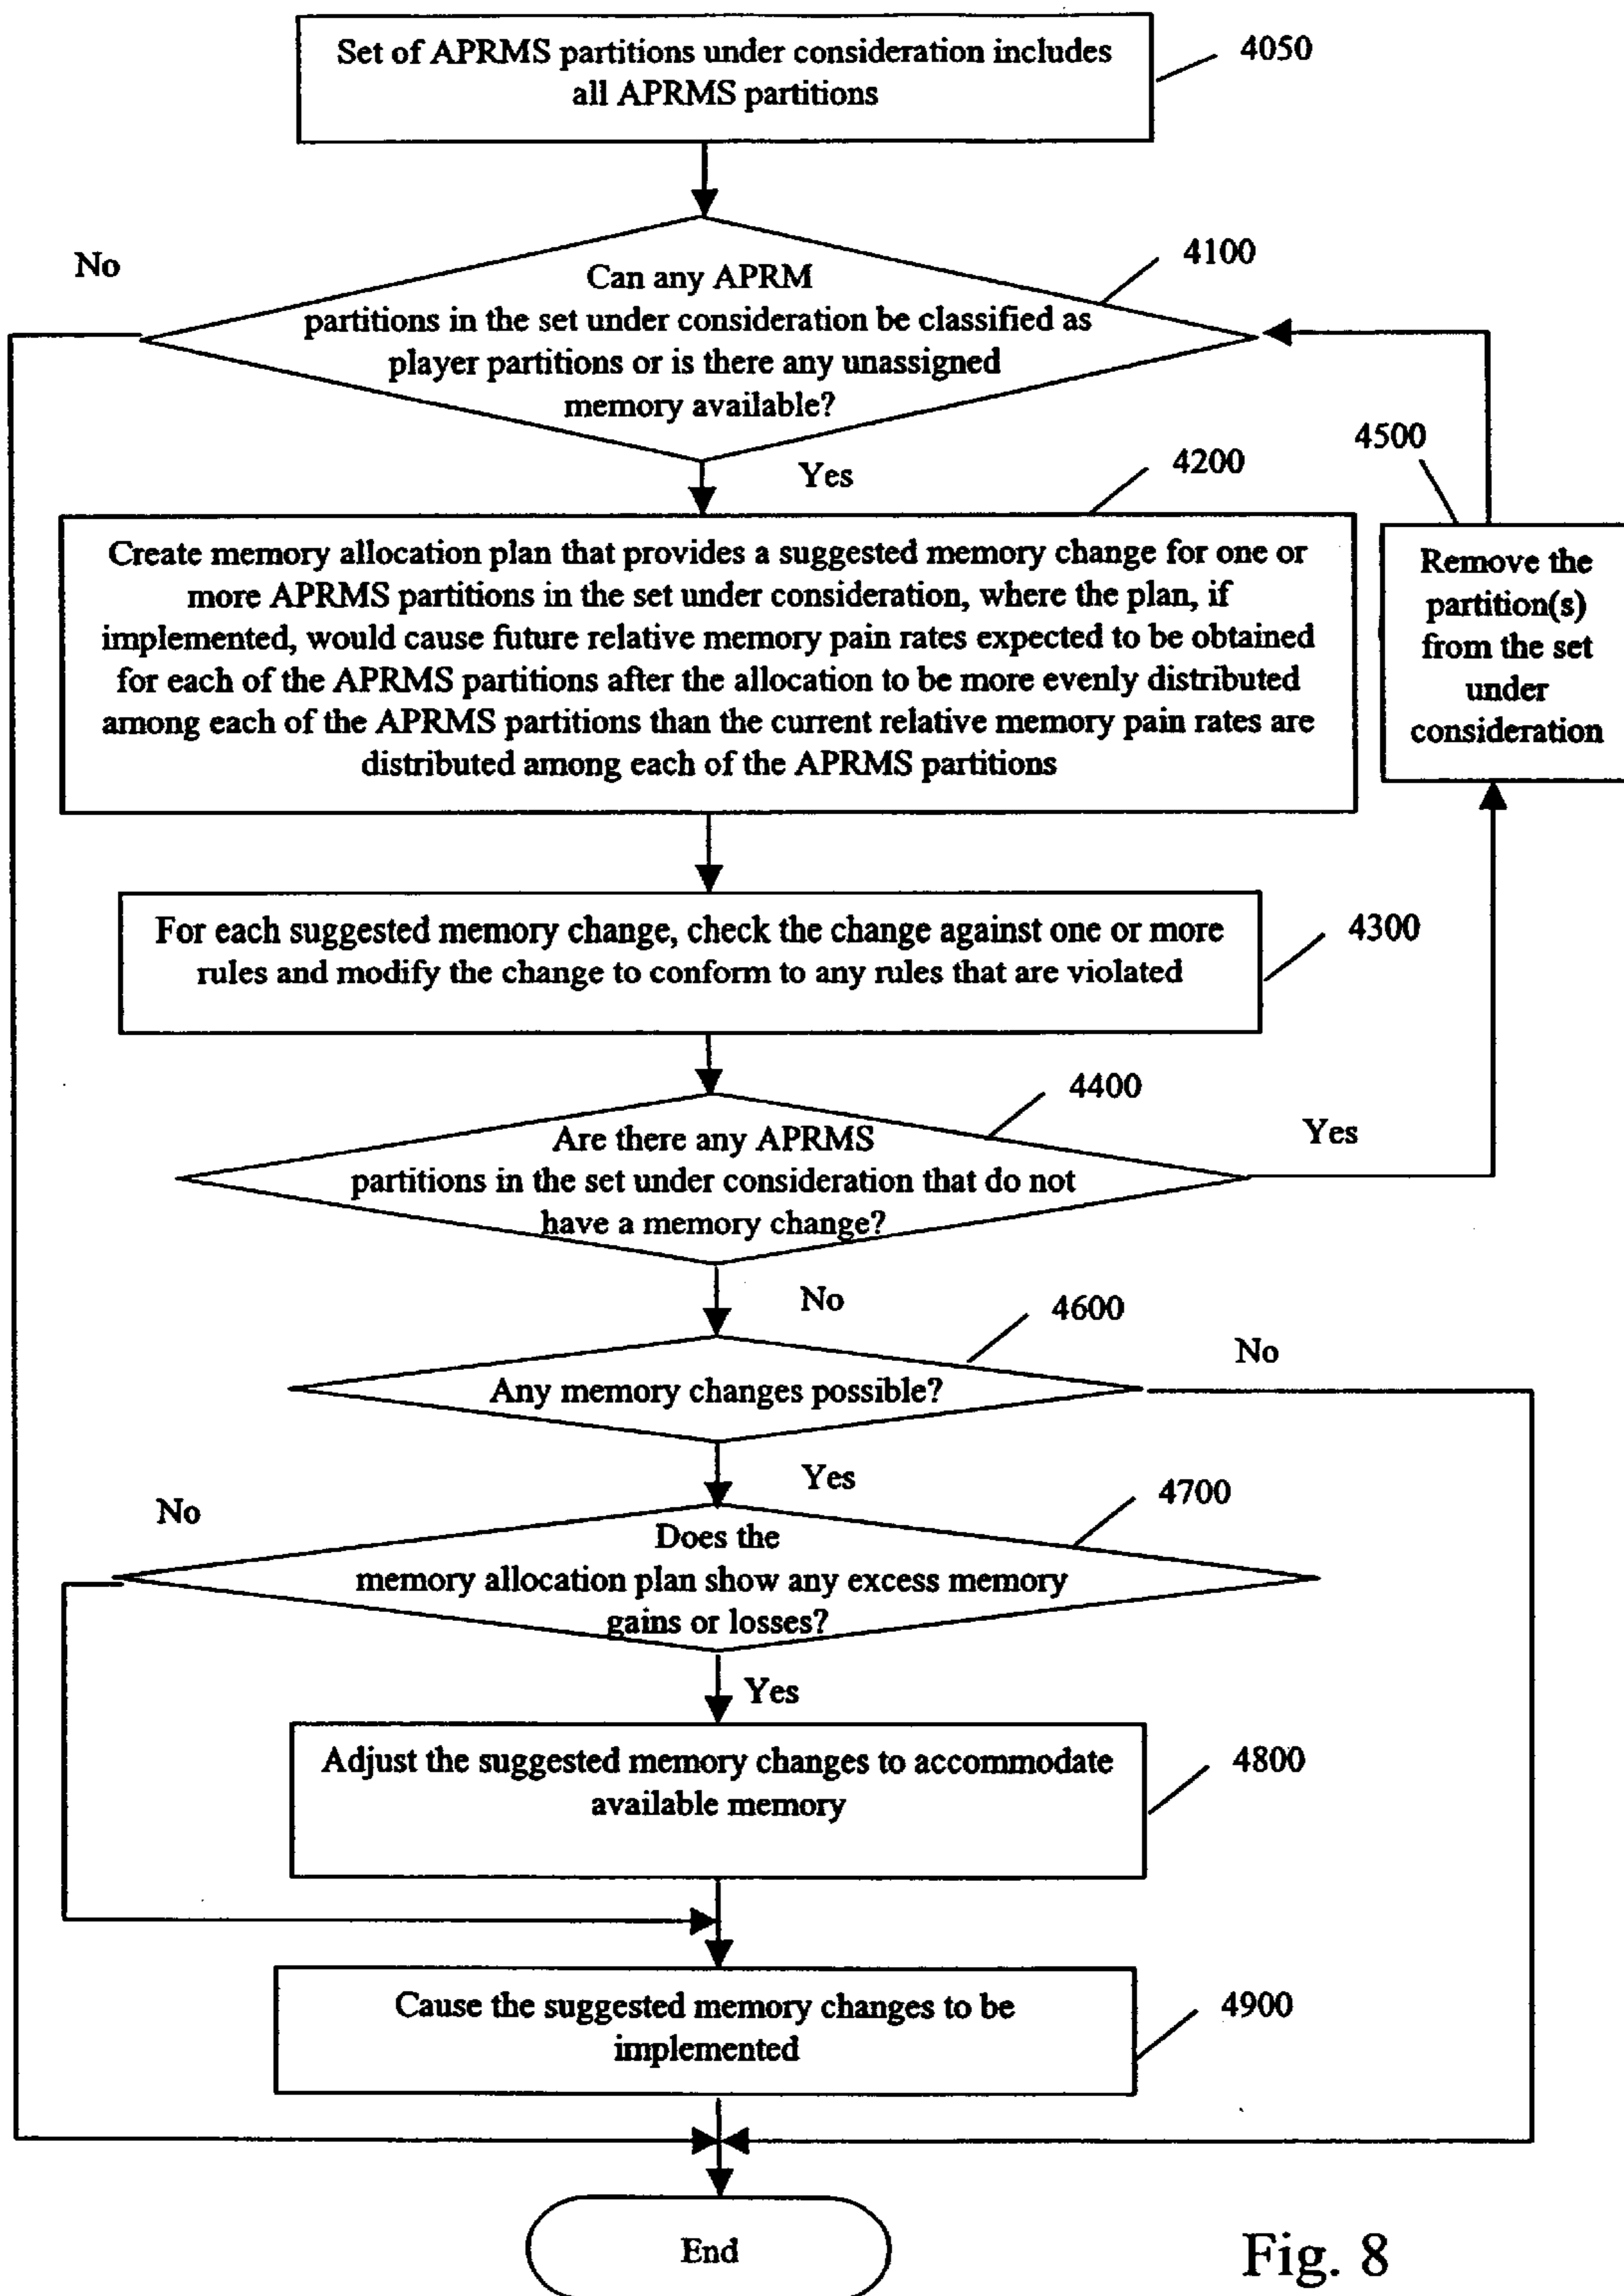 Set of APRMS partitions under consideration includes
all APRMS partitions
4050
No
4100
Can any APRM
partitions in the set under consideration be classified as
player partitions or is there any unassigned
memory available?
Yes
4200
4500
Create memory allocation plan that provides a suggested memory change for one or
more APRMS partitions in the set under consideration, where the plan, if
implemented, would cause future relative memory pain rates expected to be obtained
for each of the APRMS partitions after the allocation to be more evenly distributed
among each of the APRMS partitions than the current relative memory pain rates are
distributed among each of the APRMS partitions
Remove the
partition(s)
from the set
under
consideration
For each suggested memory change, check the change against one or more
rules and modify the change to conform to any rules that are violated
4300
4400
Are there any APRMS
partitions in the set under consideration that do not
have a memory change?
Yes
No
4600
Any memory changes possible?
No
Yes
4700
No
Does the
memory allocation plan show any excess memory
gains or losses?
Yes
Adjust the suggested memory changes to accommodate
available memory
4800
Cause the suggested memory changes to be
implemented
4900
End
Fig. 8